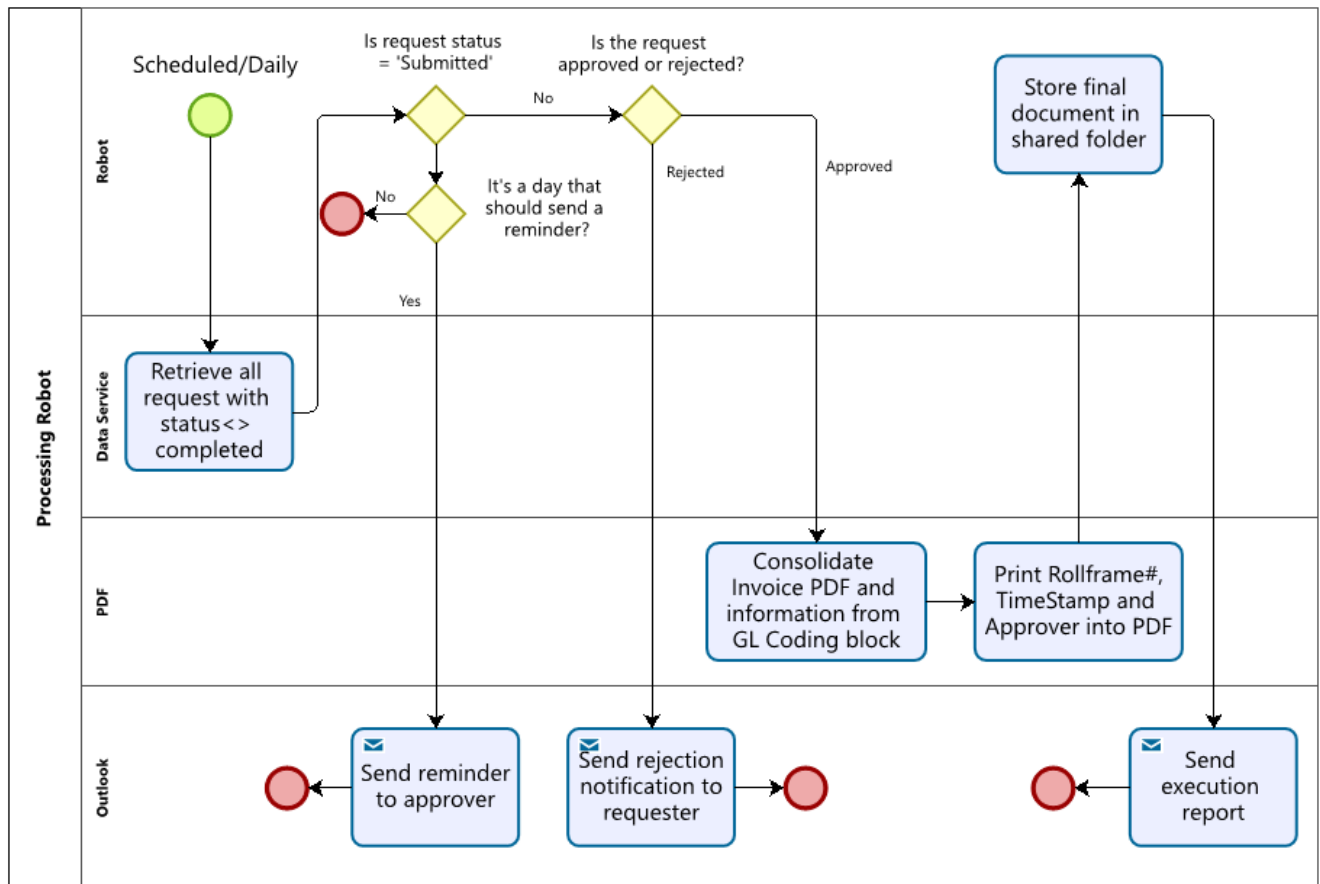 Processing Robot
Robot
Scheduled/Daily
Is request status
= 'Submitted'
No
Is the request
approved or rejected?
Rejected
Approved
No
It's a day that
should send a
reminder?
Yes
Store final
document in
shared folder
Data Service
Retrieve all
request with
status<>
completed
PDF
Consolidate
Invoice PDF and
information from
GL Coding block
Print Rollframe#,
TimeStamp and
Approver into PDF
Outlook
Send reminder
to approver
Send rejection
notification to
requester
Send
execution
report